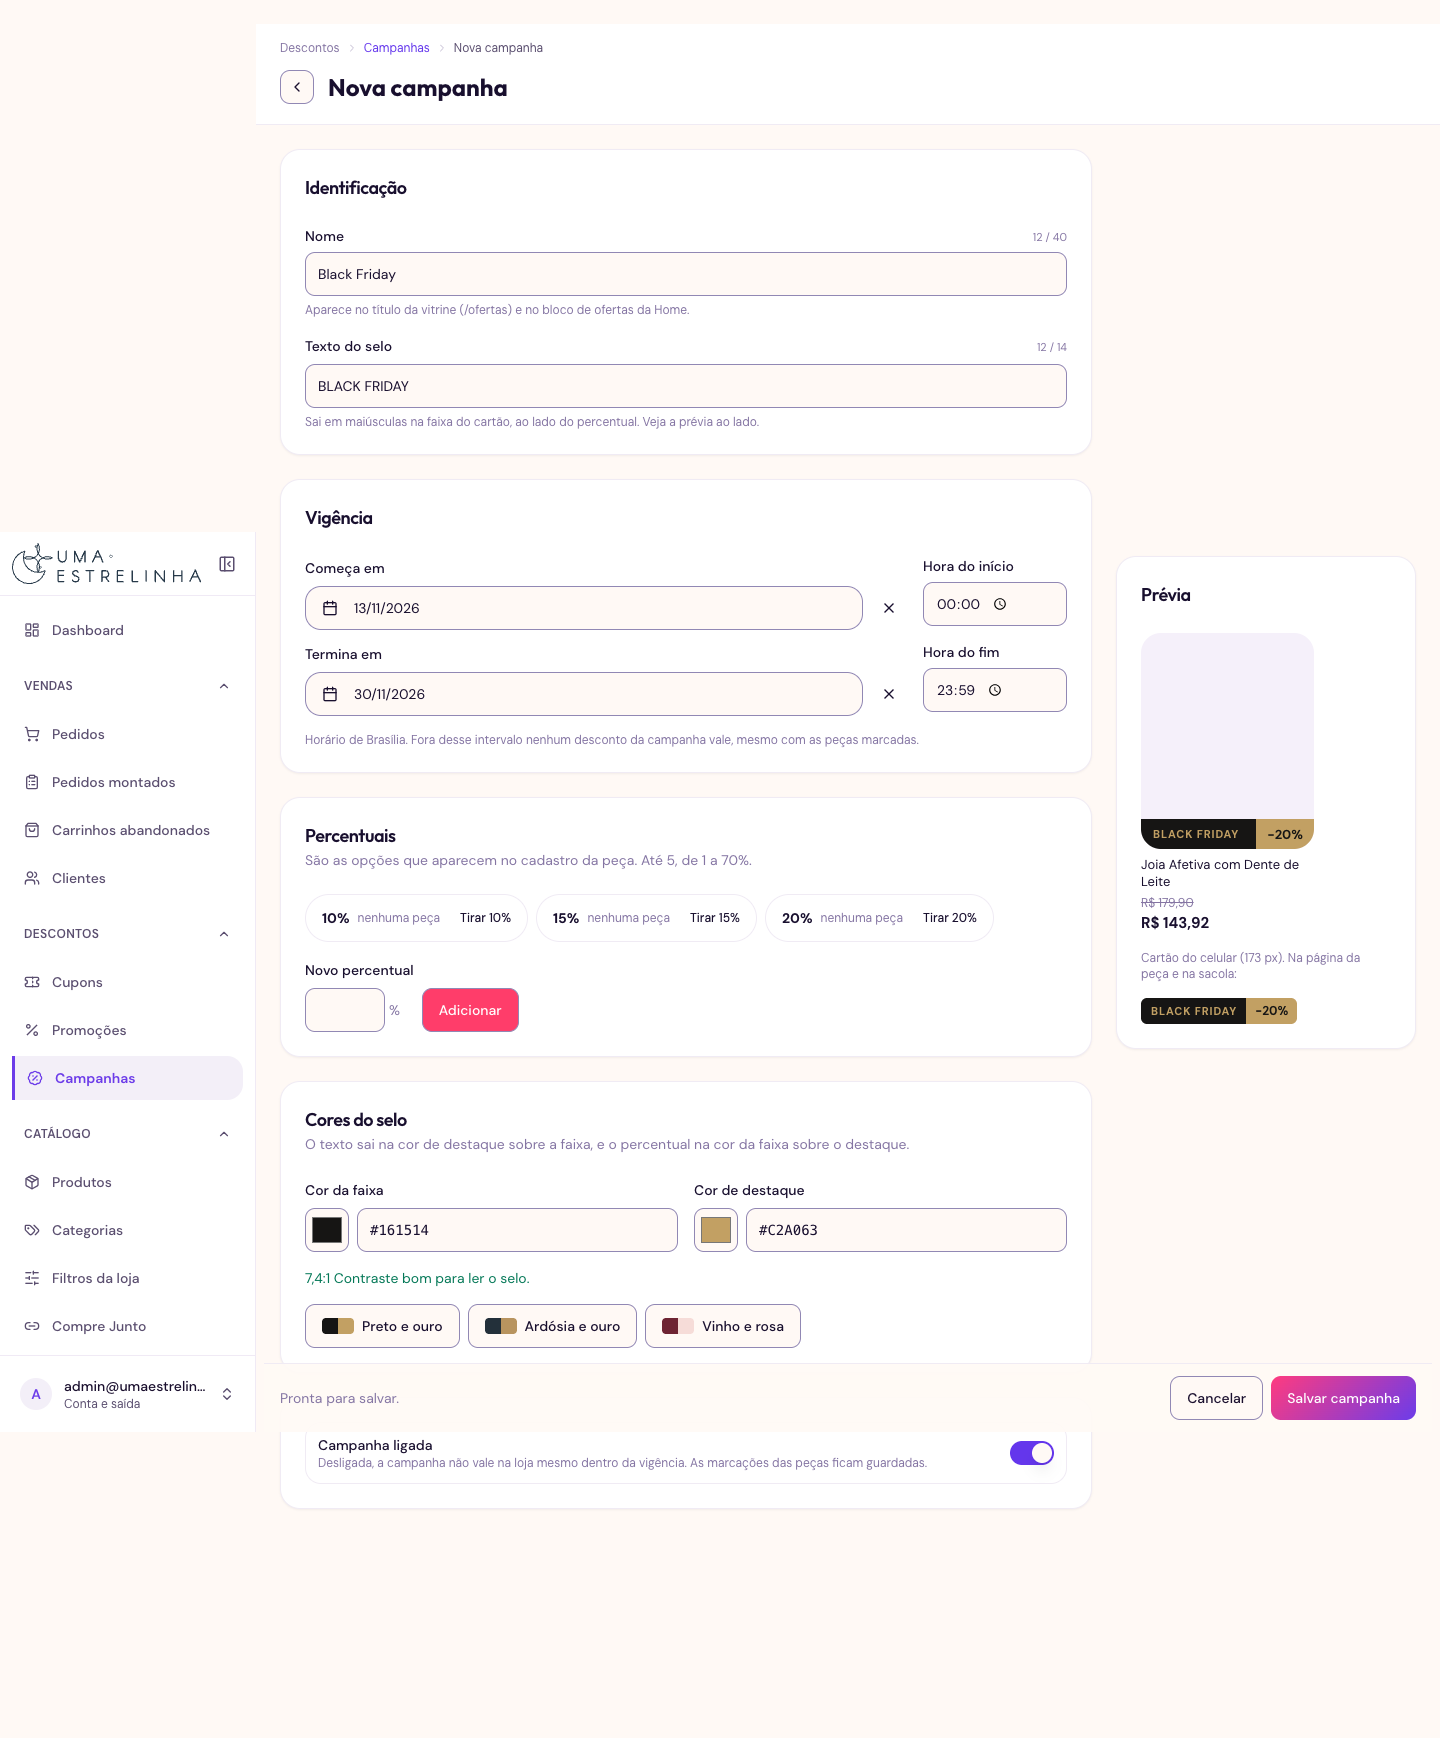 Descontos > Campanhas > Nova campanha
Nova campanha
Identificação
Nome
12 / 40
Black Friday
Aparece no título da vitrine (/ofertas) e no bloco de ofertas da Home.
Texto do selo
12 / 14
BLACK FRIDAY
Sai em maiúsculas na faixa do cartão, ao lado do percentual. Veja a prévia ao lado.
Vigência
Começa em
13/11/2026
Hora do início
00:00
Termina em
30/11/2026
Hora do fim
23:59
Horário de Brasília. Fora desse intervalo nenhum desconto da campanha vale, mesmo com as peças marcadas.
Percentuais
São as opções que aparecem no cadastro da peça. Até 5, de 1 a 70%.
10% nenhuma peça Tirar 10%
15% nenhuma peça Tirar 15%
20% nenhuma peça Tirar 20%
Novo percentual
%
Adicionar
Cores do selo
O texto sai na cor de destaque sobre a faixa, e o percentual na cor da faixa sobre o destaque.
Cor da faixa
#161514
Cor de destaque
#C2A063
7,4:1 Contraste bom para ler o selo.
Preto e ouro
Ardósia e ouro
Vinho e rosa
Pronta para salvar.
Cancelar
Salvar campanha
Campanha ligada
Desligada, a campanha não vale na loja mesmo dentro da vigência. As marcações das peças ficam guardadas.
Prévia
BLACK FRIDAY
-20%
Joia Afetiva com Dente de
Leite
R$ 179,90
R$ 143,92
Cartão do celular (173 px). Na página da
peça e na sacola:
BLACK FRIDAY
-20%
UMA
ESTRELINHA
Dashboard
VENDAS
Pedidos
Pedidos montados
Carrinhos abandonados
Clientes
DESCONTOS
Cupons
Promoções
Campanhas
CATÁLOGO
Produtos
Categorias
Filtros da loja
Compre Junto
A
admin@umaestrelin...
Conta e saída